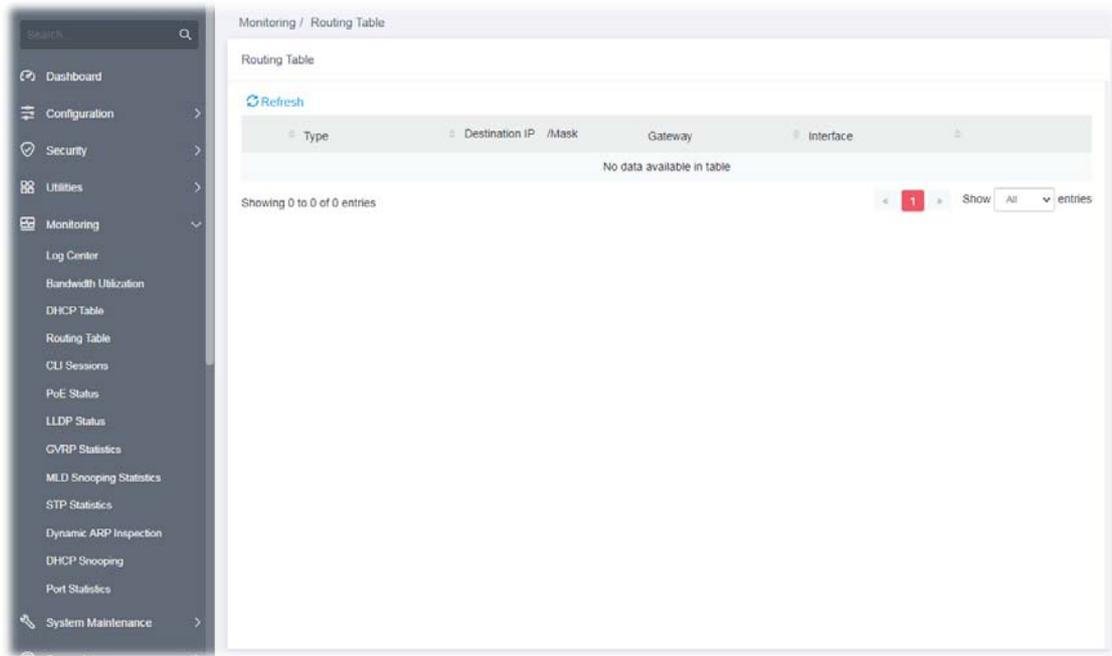 Search...
Dashboard
Configuration
Security
Utilities
Monitoring
Log Center
Bandwidth Utilization
DHCP Table
Routing Table
CLI Sessions
PoE Status
LLDP Status
GVRP Statistics
MLD Snooping Statistics
STP Statistics
Dynamic ARP Inspection
DHCP Snooping
Port Statistics
System Maintenance
Monitoring / Routing Table
Routing Table
Refresh
Type Destination IP /Mask Gateway Interface
No data available in table
Showing 0 to 0 of 0 entries
« 1 » Show All entries